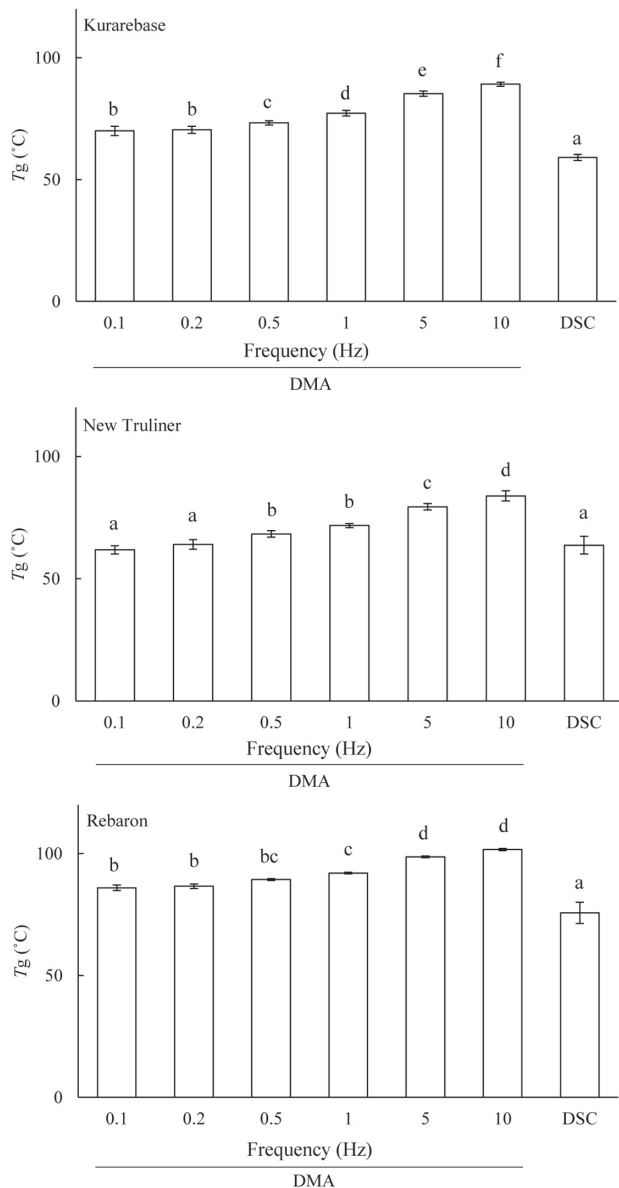 Kurarebase
100
50
0
Tg (˚C)
b b c d e f a
0.1 0.2 0.5 1 5 10 DSC
Frequency (Hz)
DMA
New Truliner
100
50
0
Tg (˚C)
a a b b c d a
0.1 0.2 0.5 1 5 10 DSC
Frequency (Hz)
DMA
Rebaron
100
50
0
Tg (˚C)
b b bc c d d a
0.1 0.2 0.5 1 5 10 DSC
Frequency (Hz)
DMA